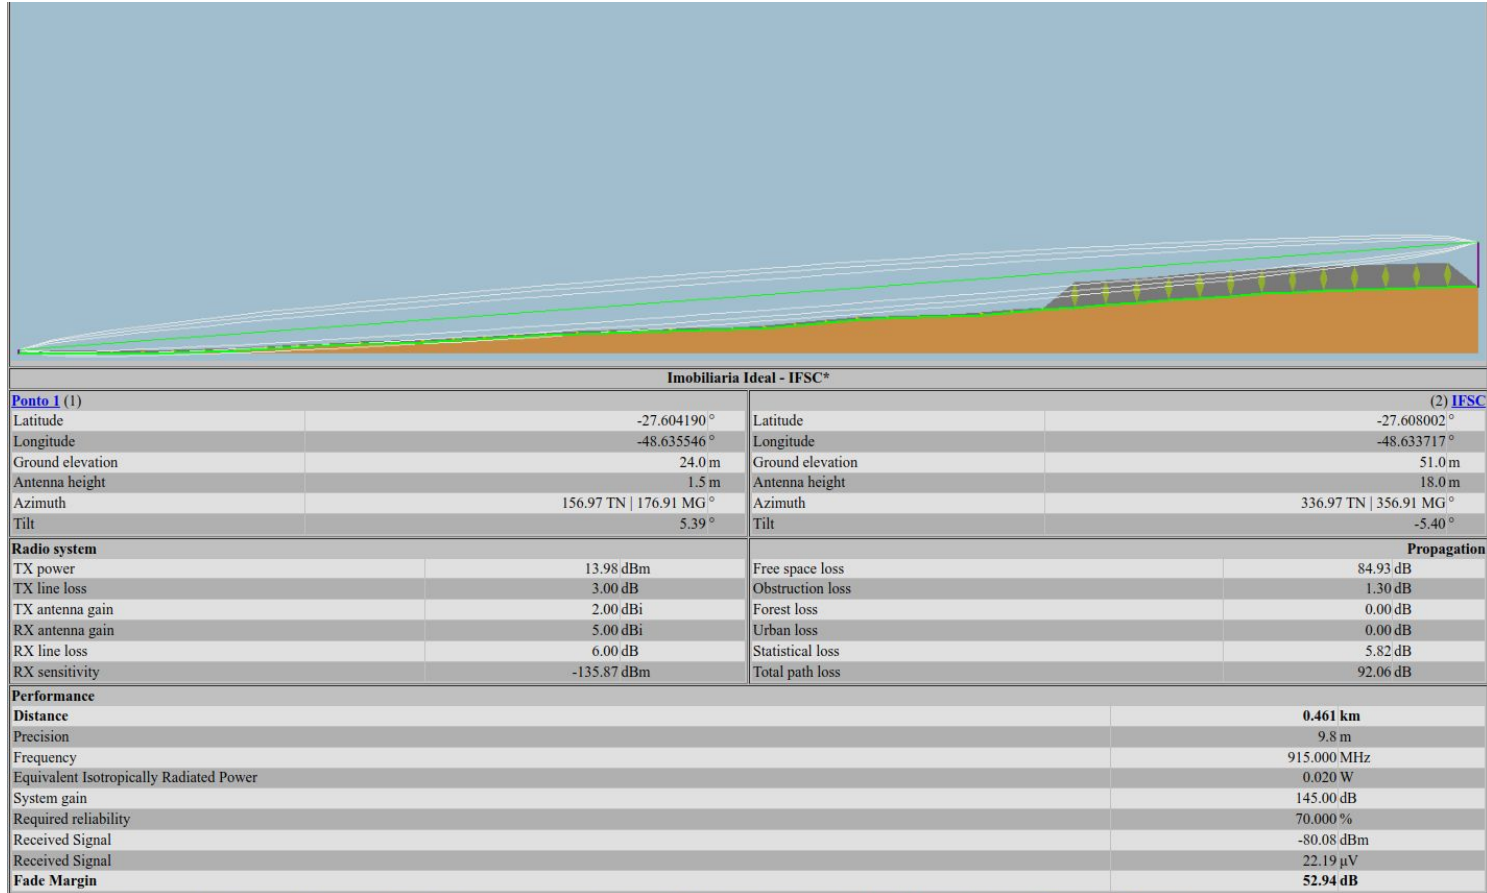 Imobiliaria Ideal - IFSC*
Ponto 1 (1) (2) IFSC
Latitude -27.604190 ° Latitude -27.608002 °
Longitude -48.635546 ° Longitude -48.633717 °
Ground elevation 24.0 m Ground elevation 51.0 m
Antenna height 1.5 m Antenna height 18.0 m
Azimuth 156.97 TN | 176.91 MG ° Azimuth 336.97 TN | 356.91 MG °
Tilt 5.39 ° Tilt -5.40 °
Radio system Propagation
TX power 13.98 dBm Free space loss 84.93 dB
TX line loss 3.00 dB Obstruction loss 1.30 dB
TX antenna gain 2.00 dBi Forest loss 0.00 dB
RX antenna gain 5.00 dBi Urban loss 0.00 dB
RX line loss 6.00 dB Statistical loss 5.82 dB
RX sensitivity -135.87 dBm Total path loss 92.06 dB
Performance
Distance 0.461 km
Precision 9.8 m
Frequency 915.000 MHz
Equivalent Isotropically Radiated Power 0.020 W
System gain 145.00 dB
Required reliability 70.000 %
Received Signal -80.08 dBm
Received Signal 22.19 μV
Fade Margin 52.94 dB